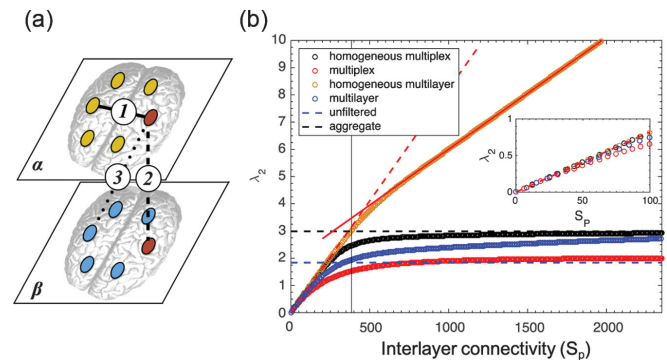 (a)
1
α
3
2
β
(b)
10
9
8
7
6
5
4
3
2
1
0
λ2
homogeneous multiplex
multiplex
homogeneous multilayer
multilayer
unfiltered
aggregate
1
0.5
0
λ2
0
50
100
SP
0
500
1000
1500
2000
Interlayer connectivity (Sp)